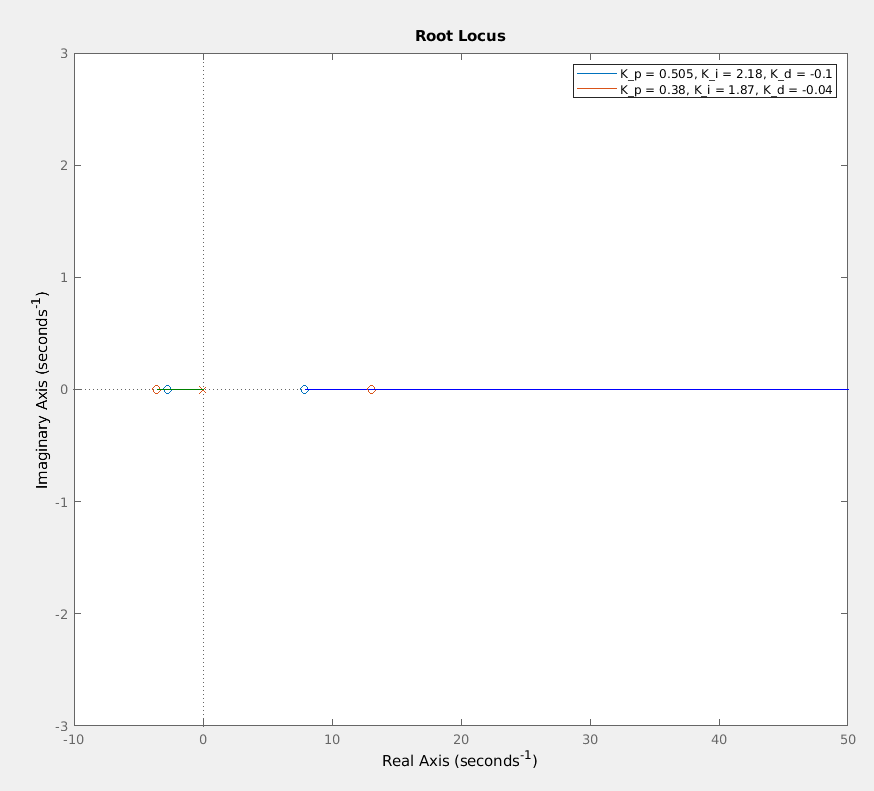 Root Locus
K_p = 0.505, K_i = 2.18, K_d = -0.1
K_p = 0.38, K_i = 1.87, K_d = -0.04
3
2
1
0
-1
-2
-3
Imaginary Axis (seconds⁻¹)
-10 0 10 20 30 40 50
Real Axis (seconds⁻¹)